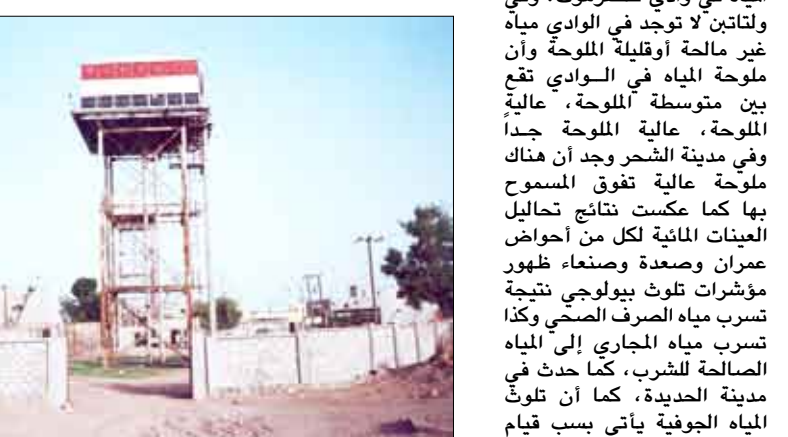 ولتاتبن لا توجد في الوادي مياه
غير مالحة أوقليلة الملوحة وأن
ملوحة المياه في الــوادي تقع
بين متوسطة الملوحة، عالية
الملوحة، عالية الملوحة جــداً
وفي مدينة الشحر وجد أن هناك
ملوحة عالية تفوق المسموح
بها كما عكست نتائج تحاليل
العينات المائية لكل من أحواض
عمران وصعدة وصنعاء ظهور
مؤشرات تلوث بيولوجي نتيجة
تسرب مياه الصرف الصحي وكذا
تسرب مياه المجاري إلى المياه
الصالحة للشرب، كما حدث في
مدينة الحديدة، كما أن تلوث
المياه الجوفية يأتي بسب قيام